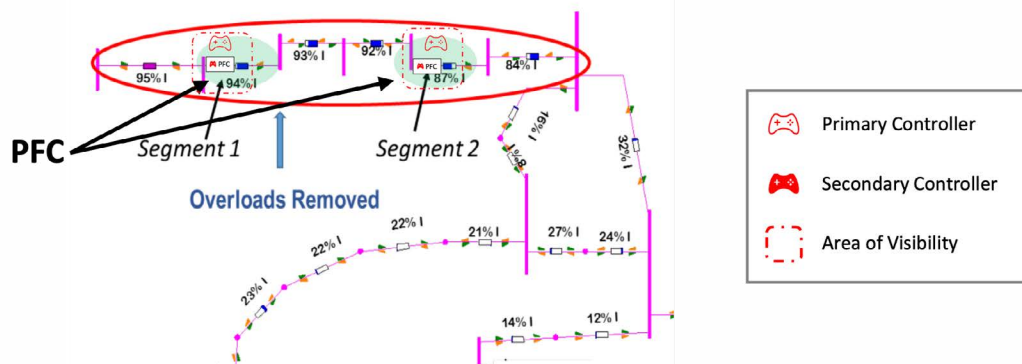 93% I
92% I
PFC
PFC
84% I
95% I
94% I
87% I
PFC
Segment 1
Segment 2
16% I
8% I
32% I
Primary Controller
Secondary Controller
Area of Visibility
Overloads Removed
22% I
22% I
21% I
27% I
24% I
23% I
14% I
12% I